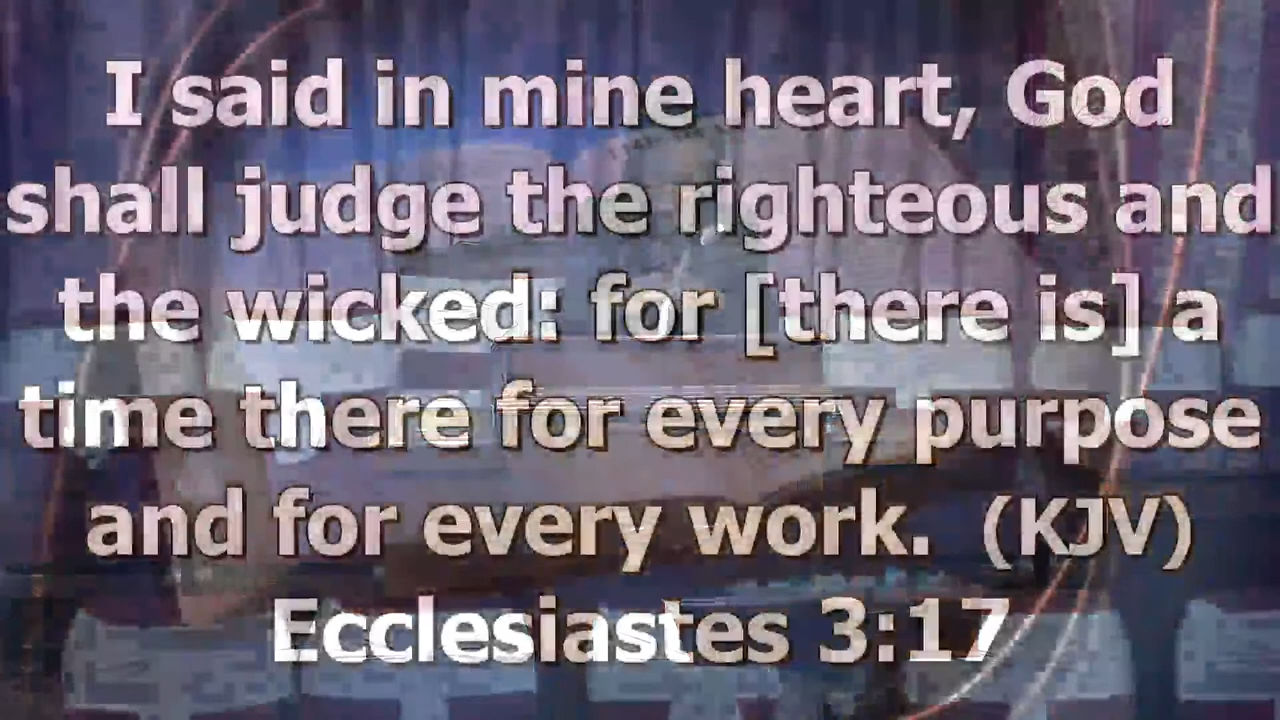 I said in mine heart, God
shall judge the righteous and
the wicked: for [there is] a
time there for every purpose
and for every work.  (KJV)
Ecclesiastes 3:17